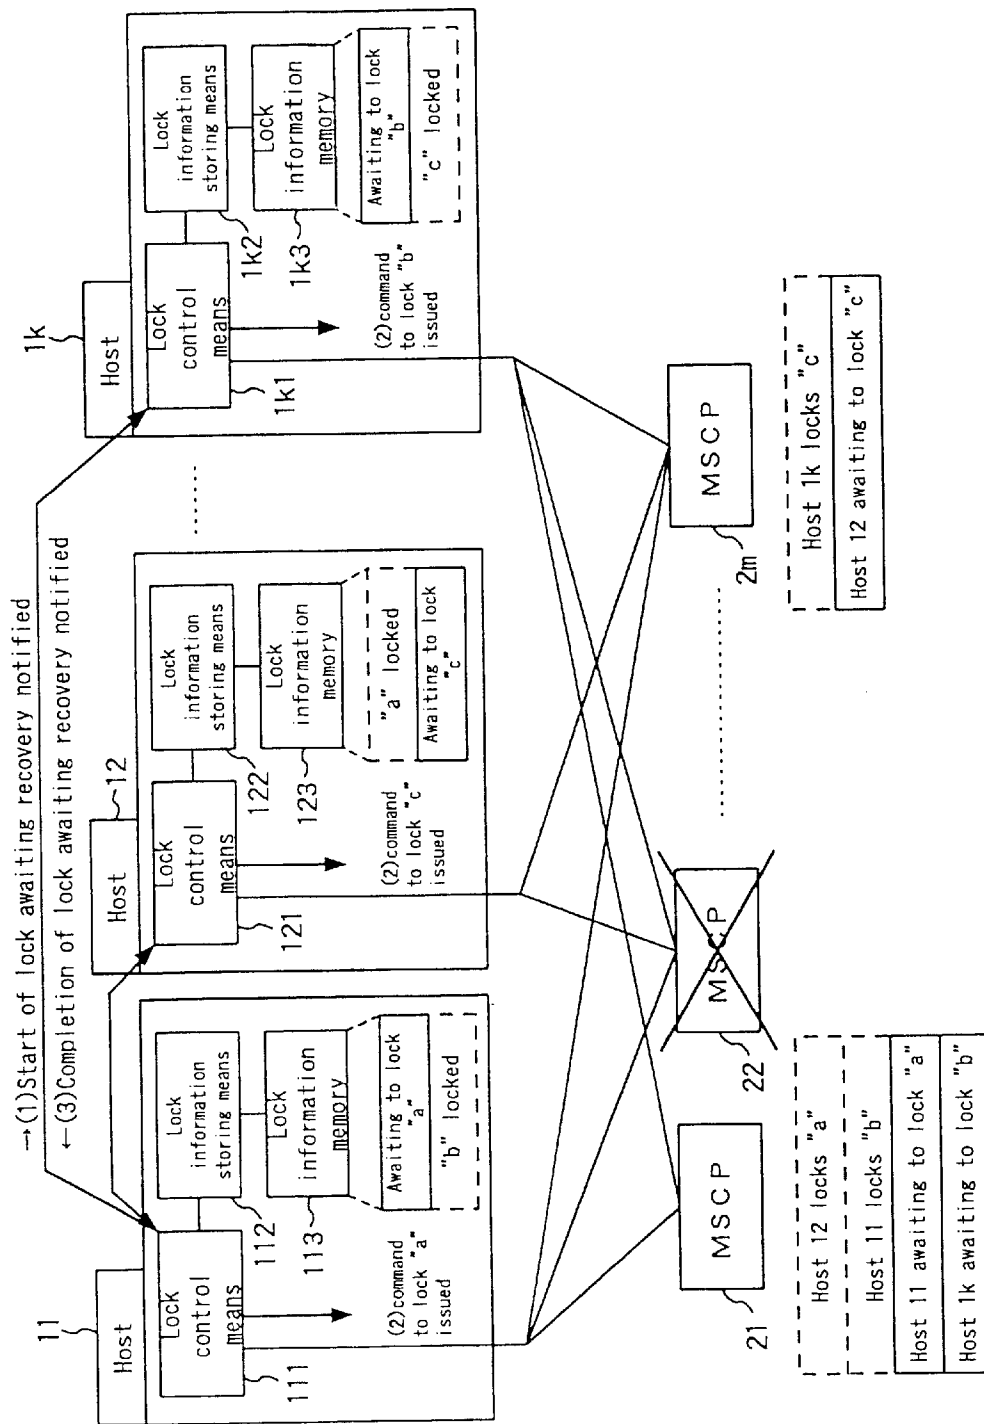 →(1)Start of lock awaiting recovery notified
←(3)Completion of lock awaiting recovery notified
11
Host
Lock
control
means
111
Lock
information
storing means
112
Lock
information
memory
113
Awaiting to lock
"a"
"b" locked
(2)command
to lock "a"
issued
12
Host
Lock
control
means
121
Lock
information
storing means
122
Lock
information
memory
123
"a" locked
Awaiting to lock
"c"
(2)command
to lock "c"
issued
1k
Host
Lock
control
means
1k1
Lock
information
storing means
1k2
Lock
information
memory
1k3
Awaiting to lock
"b"
"c" locked
(2)command
to lock "b"
issued
MSCP
21
Host 12 locks "a"
Host 11 locks "b"
Host 11 awaiting to lock "a"
Host 1k awaiting to lock "b"
MSCP
22
MSCP
2m
Host 1k locks "c"
Host 12 awaiting to lock "c"